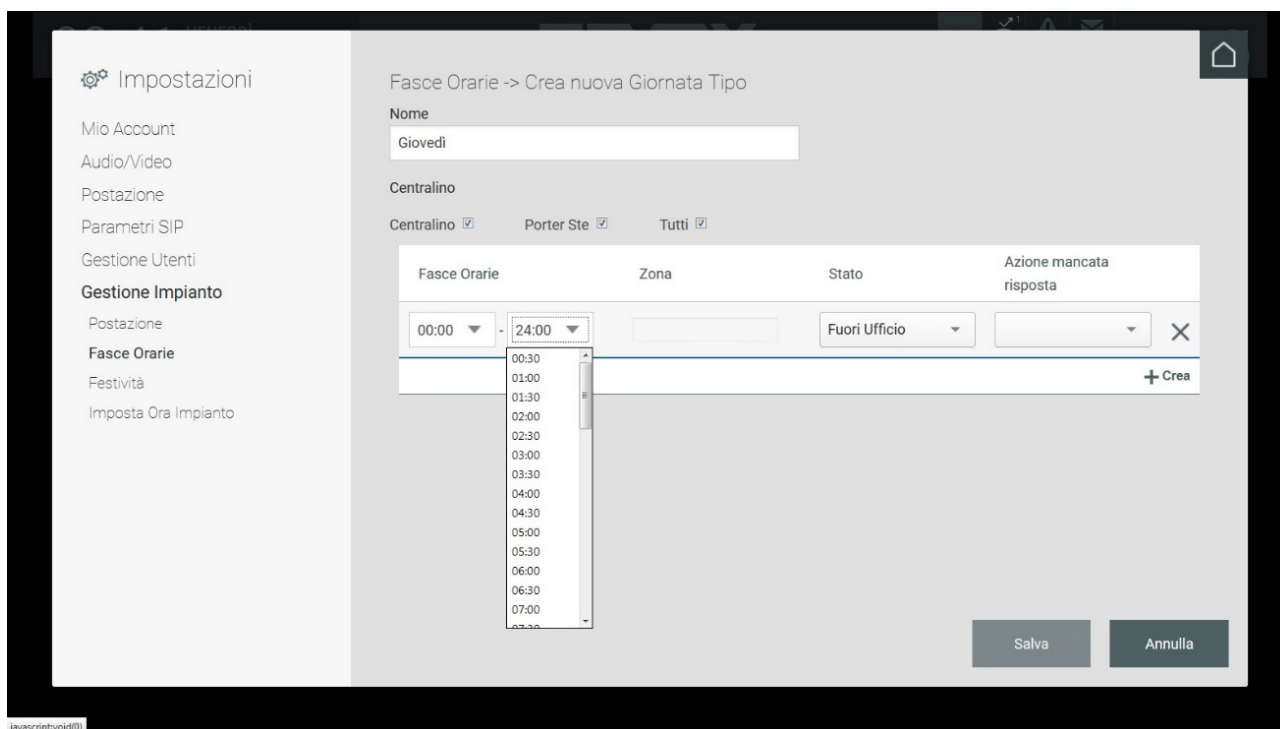 Impostazioni
Mio Account
Audio/Video
Postazione
Parametri SIP
Gestione Utenti
Gestione Impianto
Postazione
Fasce Orarie
Festività
Imposta Ora Impianto
Fasce Orarie -> Crea nuova Giornata Tipo
Nome
Giovedì
Centralino
Centralino Porter Ste Tutti
Fasce Orarie Zona Stato Azione mancata risposta
00:00 - 24:00 Fuori Ufficio
00:30
01:00
01:30
02:00
02:30
03:00
03:30
04:00
04:30
05:00
05:30
06:00
06:30
07:00
07:30
+ Crea
Salva Annulla
javascript:void(0)